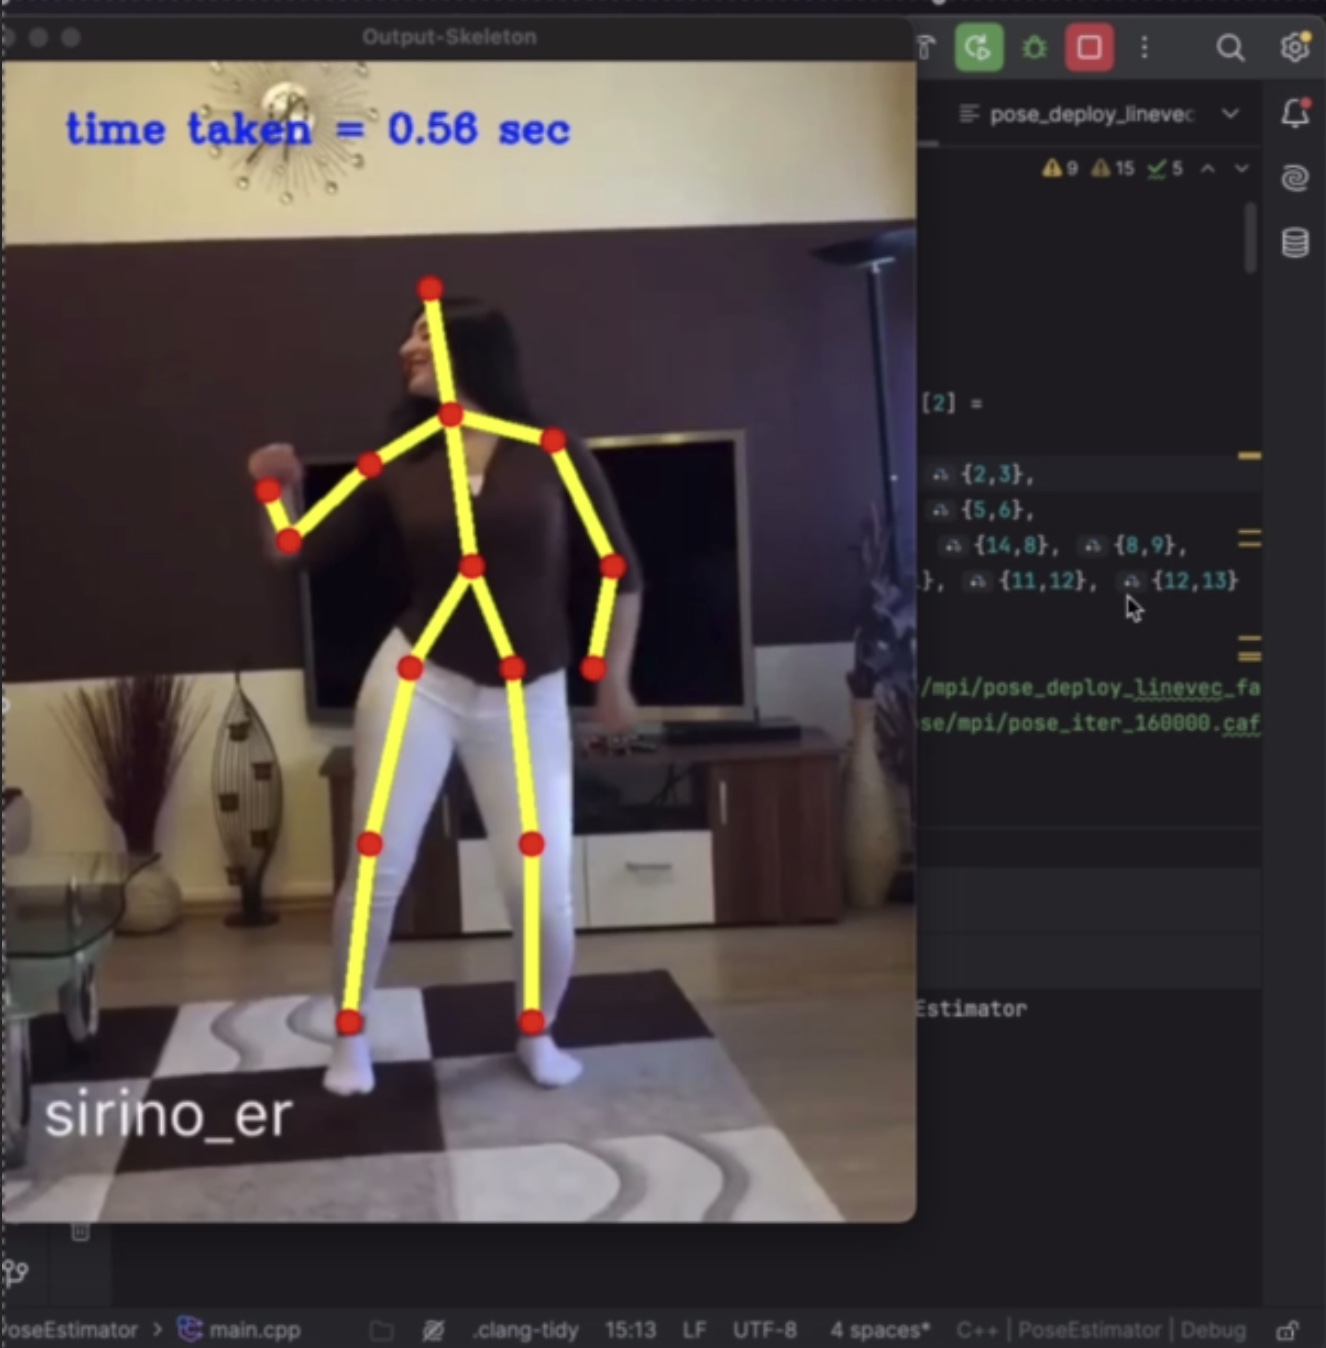 Output-Skeleton
time taken = 0.56 sec
pose_deploy_linevec
9 15 5
[2] =
{2,3},
{5,6},
{14,8}, {8,9},
}, {11,12}, {12,13}
/mpi/pose_deploy_linevec_fa
se/mpi/pose_iter_160000.caf
Estimator
sirino_er
PoseEstimator > main.cpp .clang-tidy 15:13 LF UTF-8 4 spaces* C++ | PoseEstimator | Debug